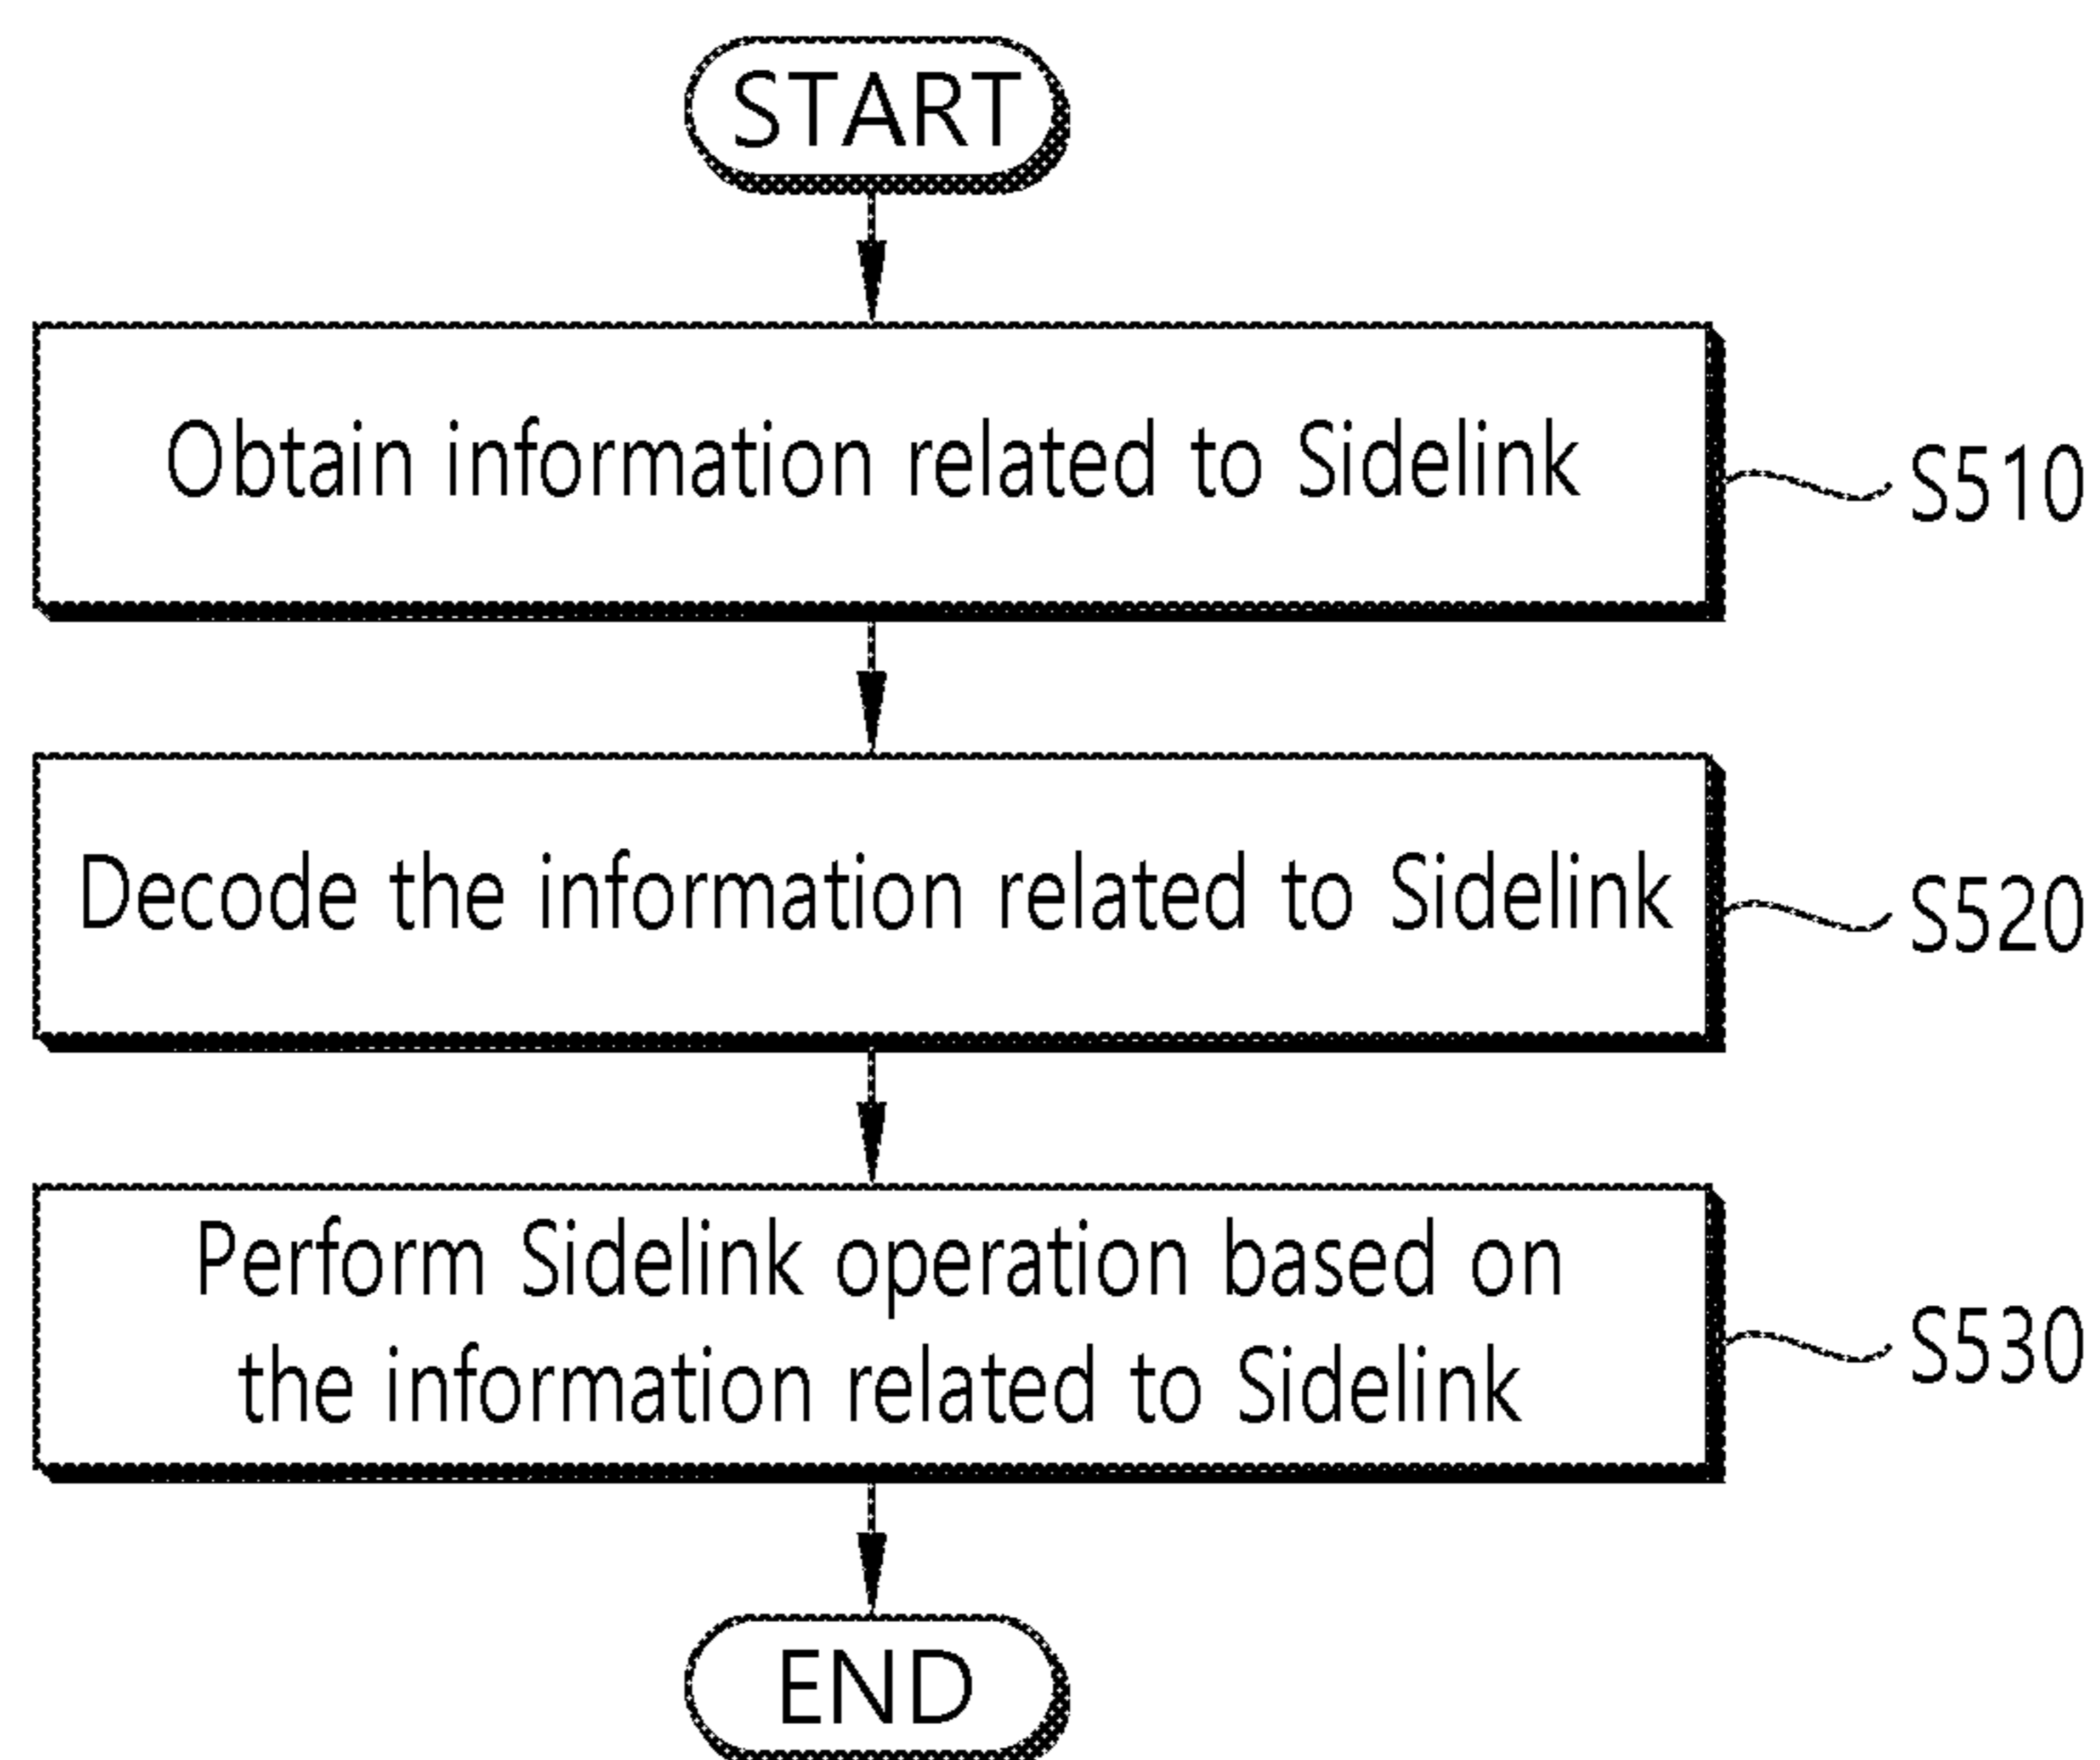 START
Obtain information related to Sidelink
S510
Decode the information related to Sidelink
S520
Perform Sidelink operation based on
the information related to Sidelink
S530
END